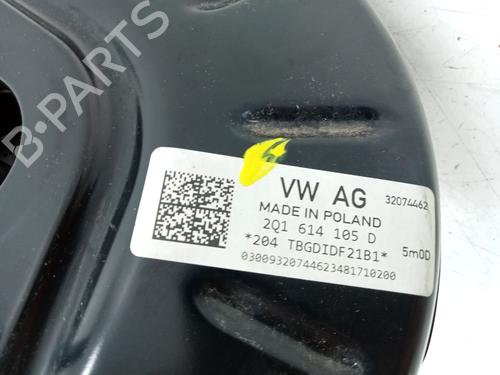 B-PARTS
VW AG
32074462
MADE IN POLAND
2Q1 614 105 D
*204 TBGDIDF21B1*
5m0D
03009320744623481710200